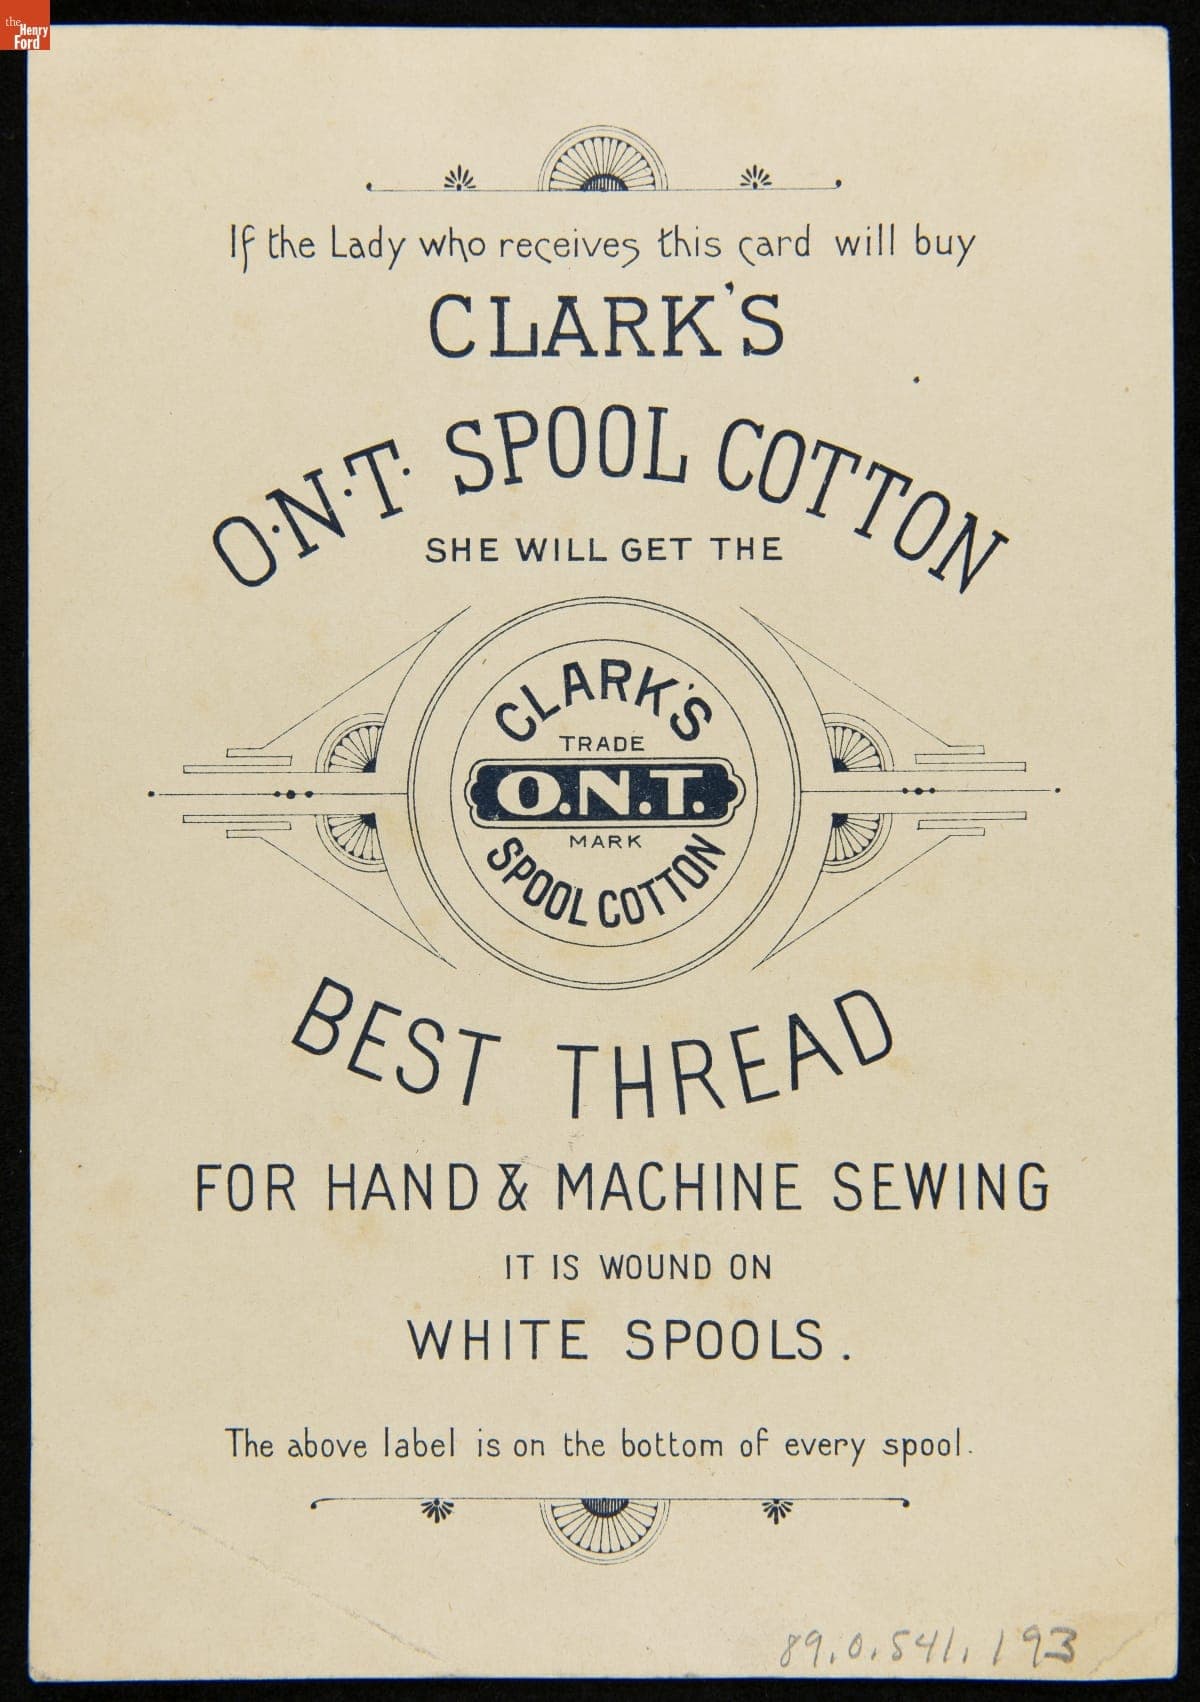 the
Henry
Ford
If the Lady who receives this card will buy
CLARK'S
O·N·T· SPOOL COTTON
SHE WILL GET THE
CLARK'S
TRADE
O.N.T.
MARK
SPOOL COTTON
BEST THREAD
FOR HAND & MACHINE SEWING
IT IS WOUND ON
WHITE SPOOLS.
The above label is on the bottom of every spool.
89.0.541.193